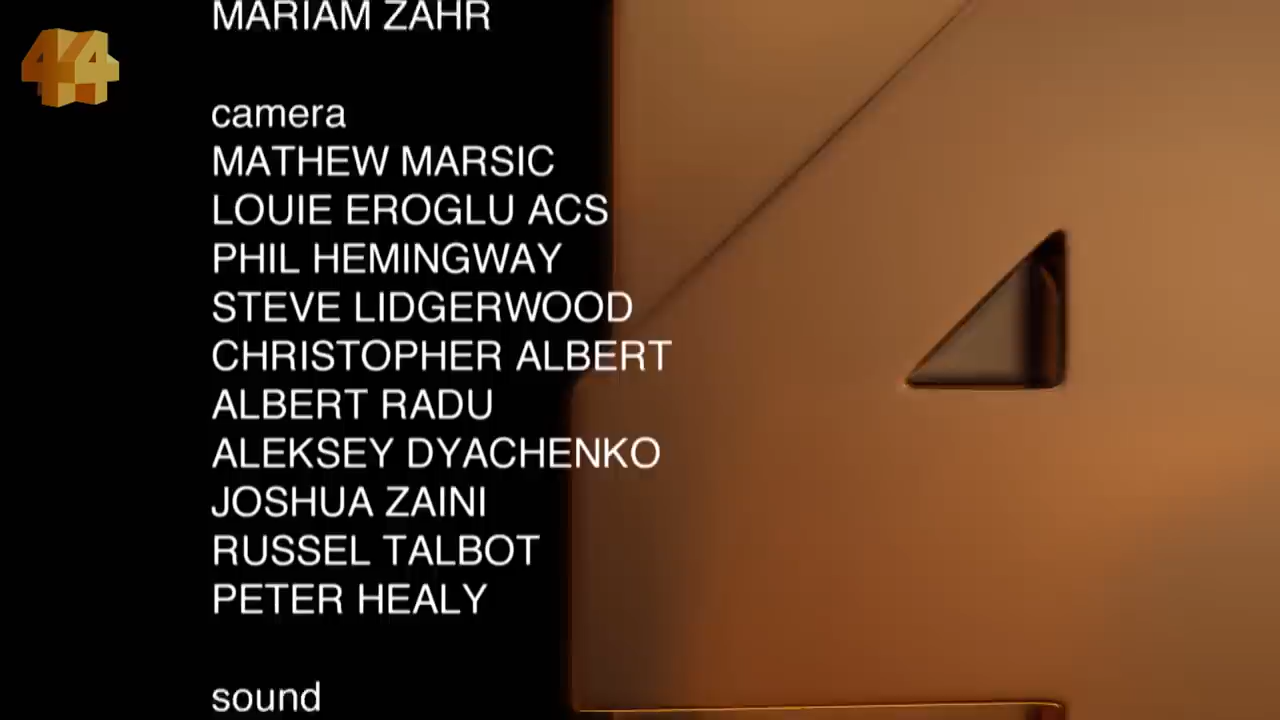 MARIAM ZAHR
44
camera
MATHEW MARSIC
LOUIE EROGLU ACS
PHIL HEMINGWAY
STEVE LIDGERWOOD
CHRISTOPHER ALBERT
ALBERT RADU
ALEKSEY DYACHENKO
JOSHUA ZAINI
RUSSEL TALBOT
PETER HEALY
sound